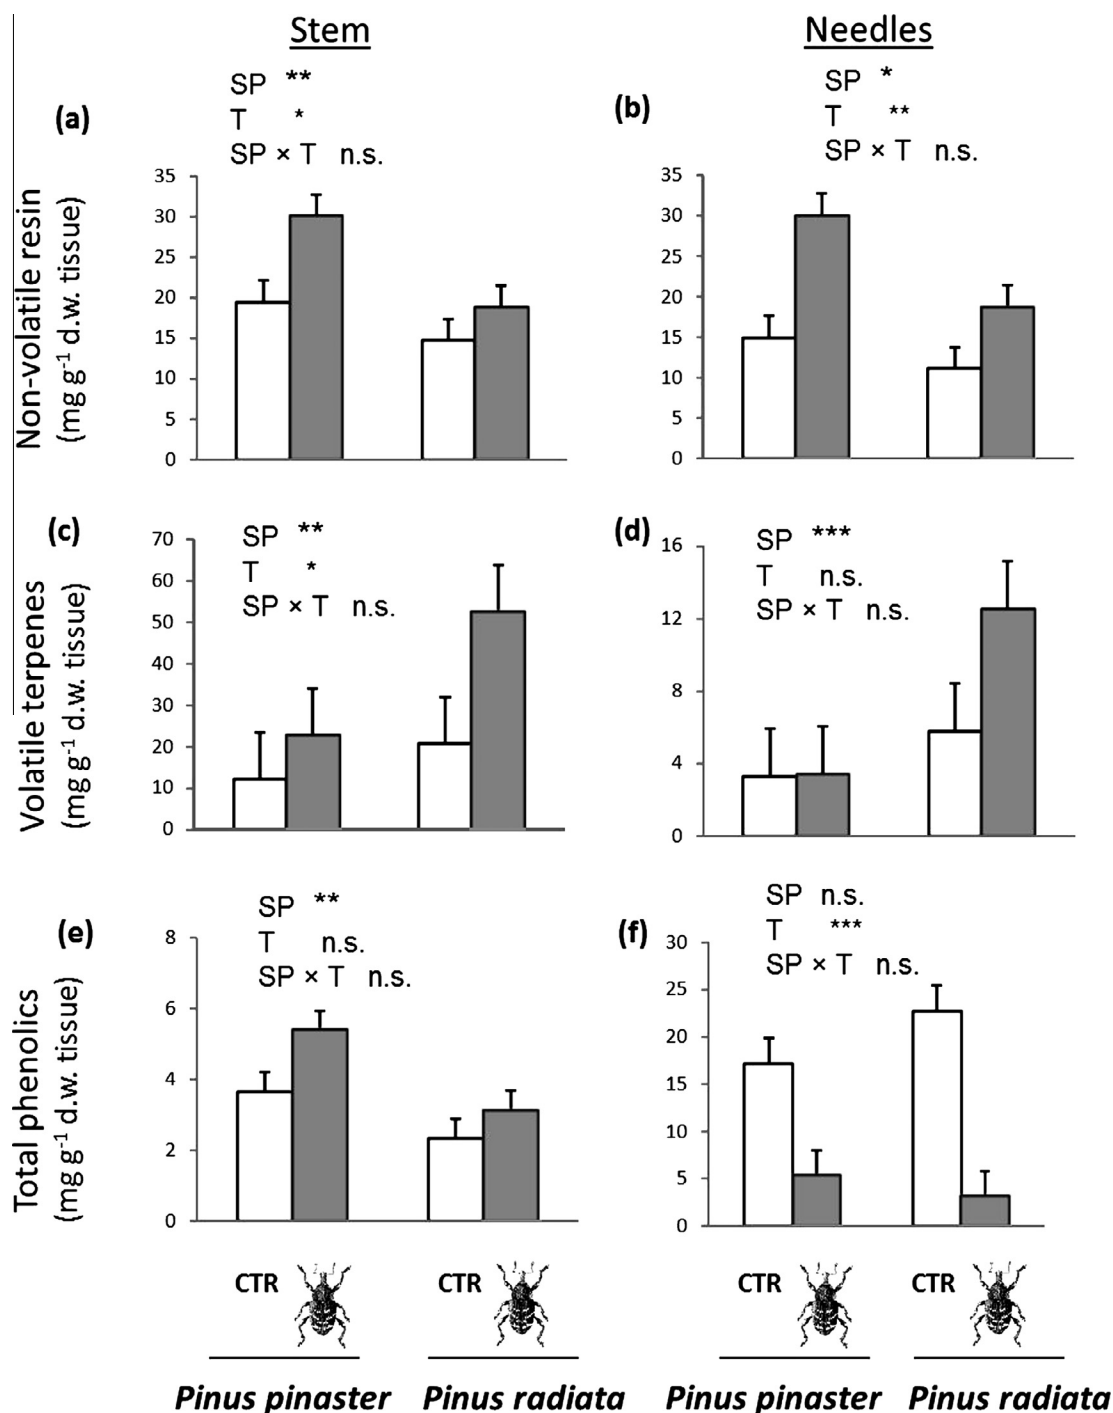 Stem
Needles
(a)
SP **
T *
SP × T n.s.
(b)
SP *
T **
SP × T n.s.
Non-volatile resin
(mg g⁻¹ d.w. tissue)
35
30
25
20
15
10
5
0
35
30
25
20
15
10
5
0
(c)
SP **
T *
SP × T n.s.
(d)
SP ***
T n.s.
SP × T n.s.
Volatile terpenes
(mg g⁻¹ d.w. tissue)
70
60
50
40
30
20
10
0
16
12
8
4
0
(e)
SP **
T n.s.
SP × T n.s.
(f)
SP n.s.
T ***
SP × T n.s.
Total phenolics
(mg g⁻¹ d.w. tissue)
8
6
4
2
0
30
25
20
15
10
5
0
CTR
CTR
CTR
CTR
Pinus pinaster
Pinus radiata
Pinus pinaster
Pinus radiata